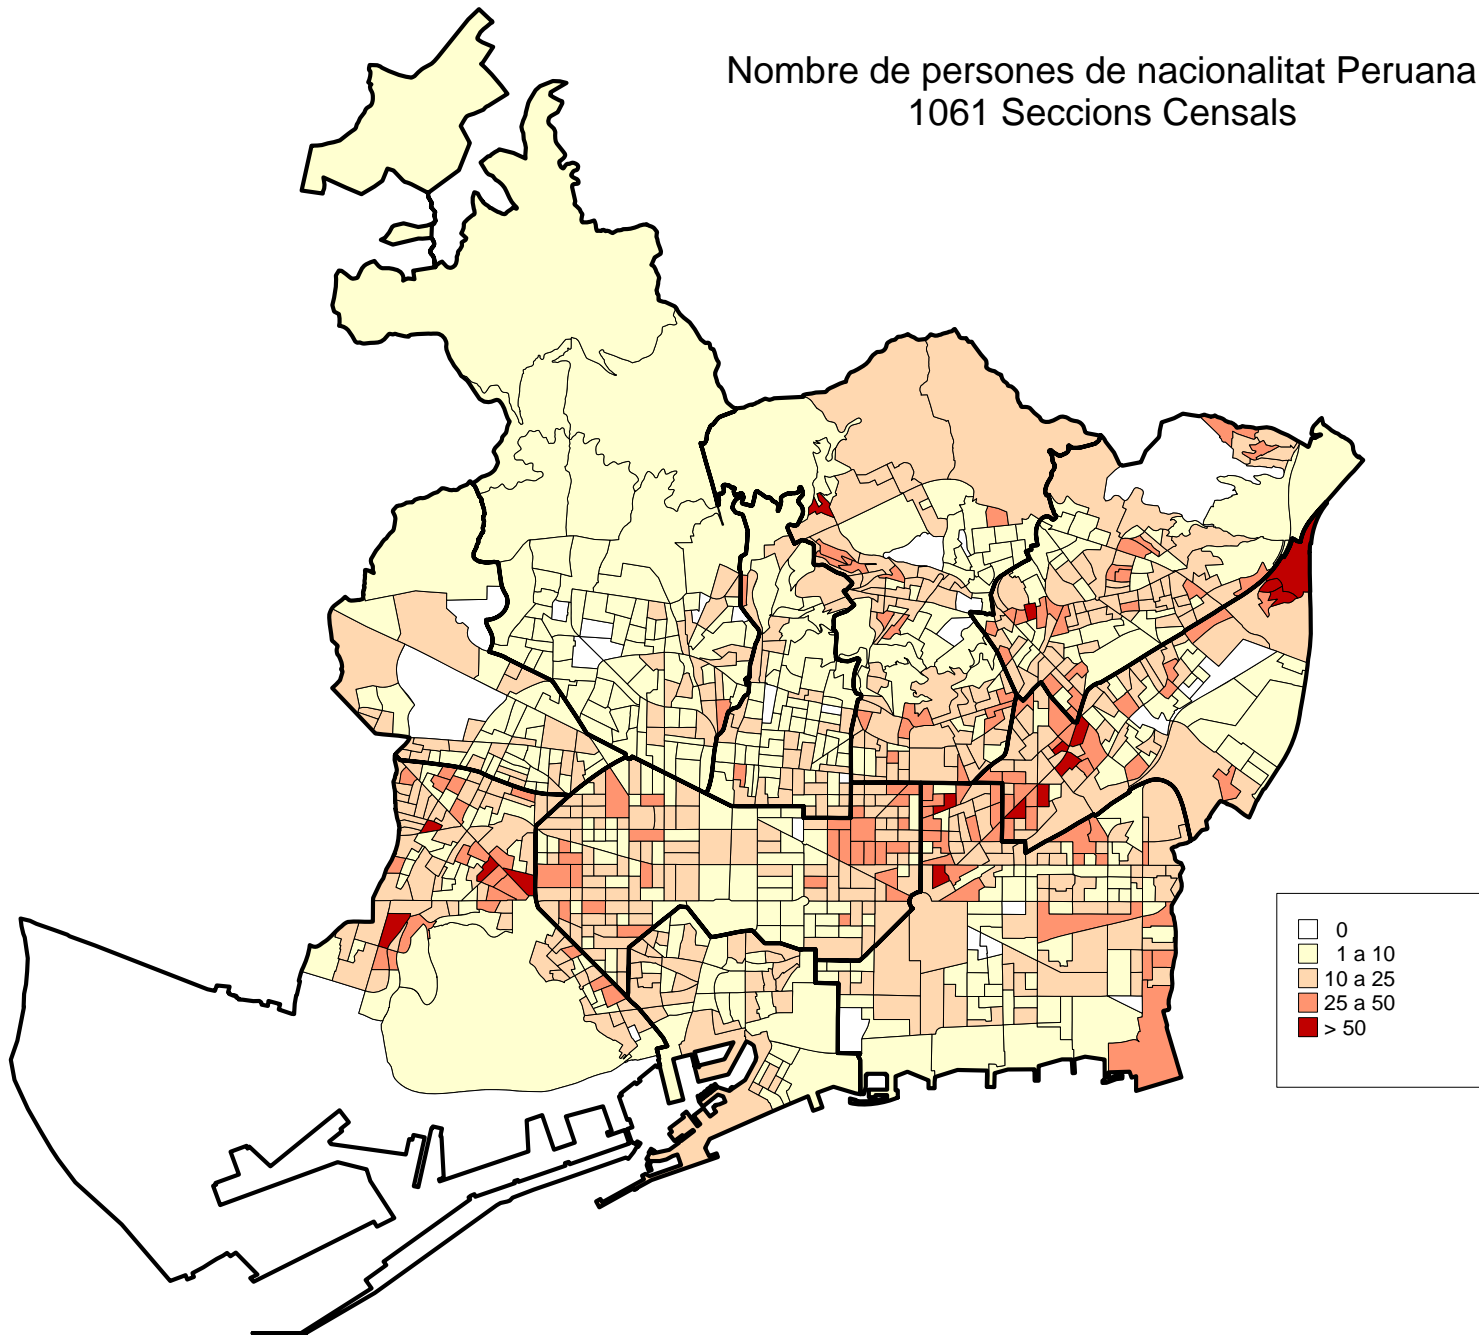 Nombre de persones de nacionalitat Peruana
1061 Seccions Censals
0
1 a 10
10 a 25
25 a 50
> 50